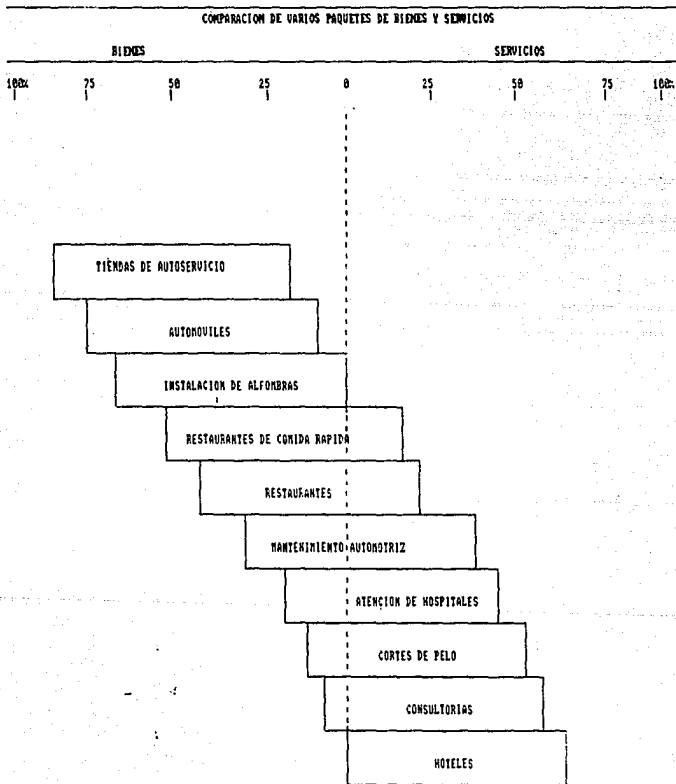 COMPARACION DE VARIOS PAQUETES DE BIENES Y SERVICIOS
BIENES SERVICIOS
100% 75 50 25 0 25 50 75 100%
TIENDAS DE AUTOSERVICIO
AUTOMOVILES
INSTALACION DE ALFOMBRAS
RESTAURANTES DE COMIDA RAPIDA
RESTAURANTES
MANTENIMIENTO AUTOMOTRIZ
ATENCION DE HOSPITALES
CORTES DE PELO
CONSULTORIAS
HOTELES